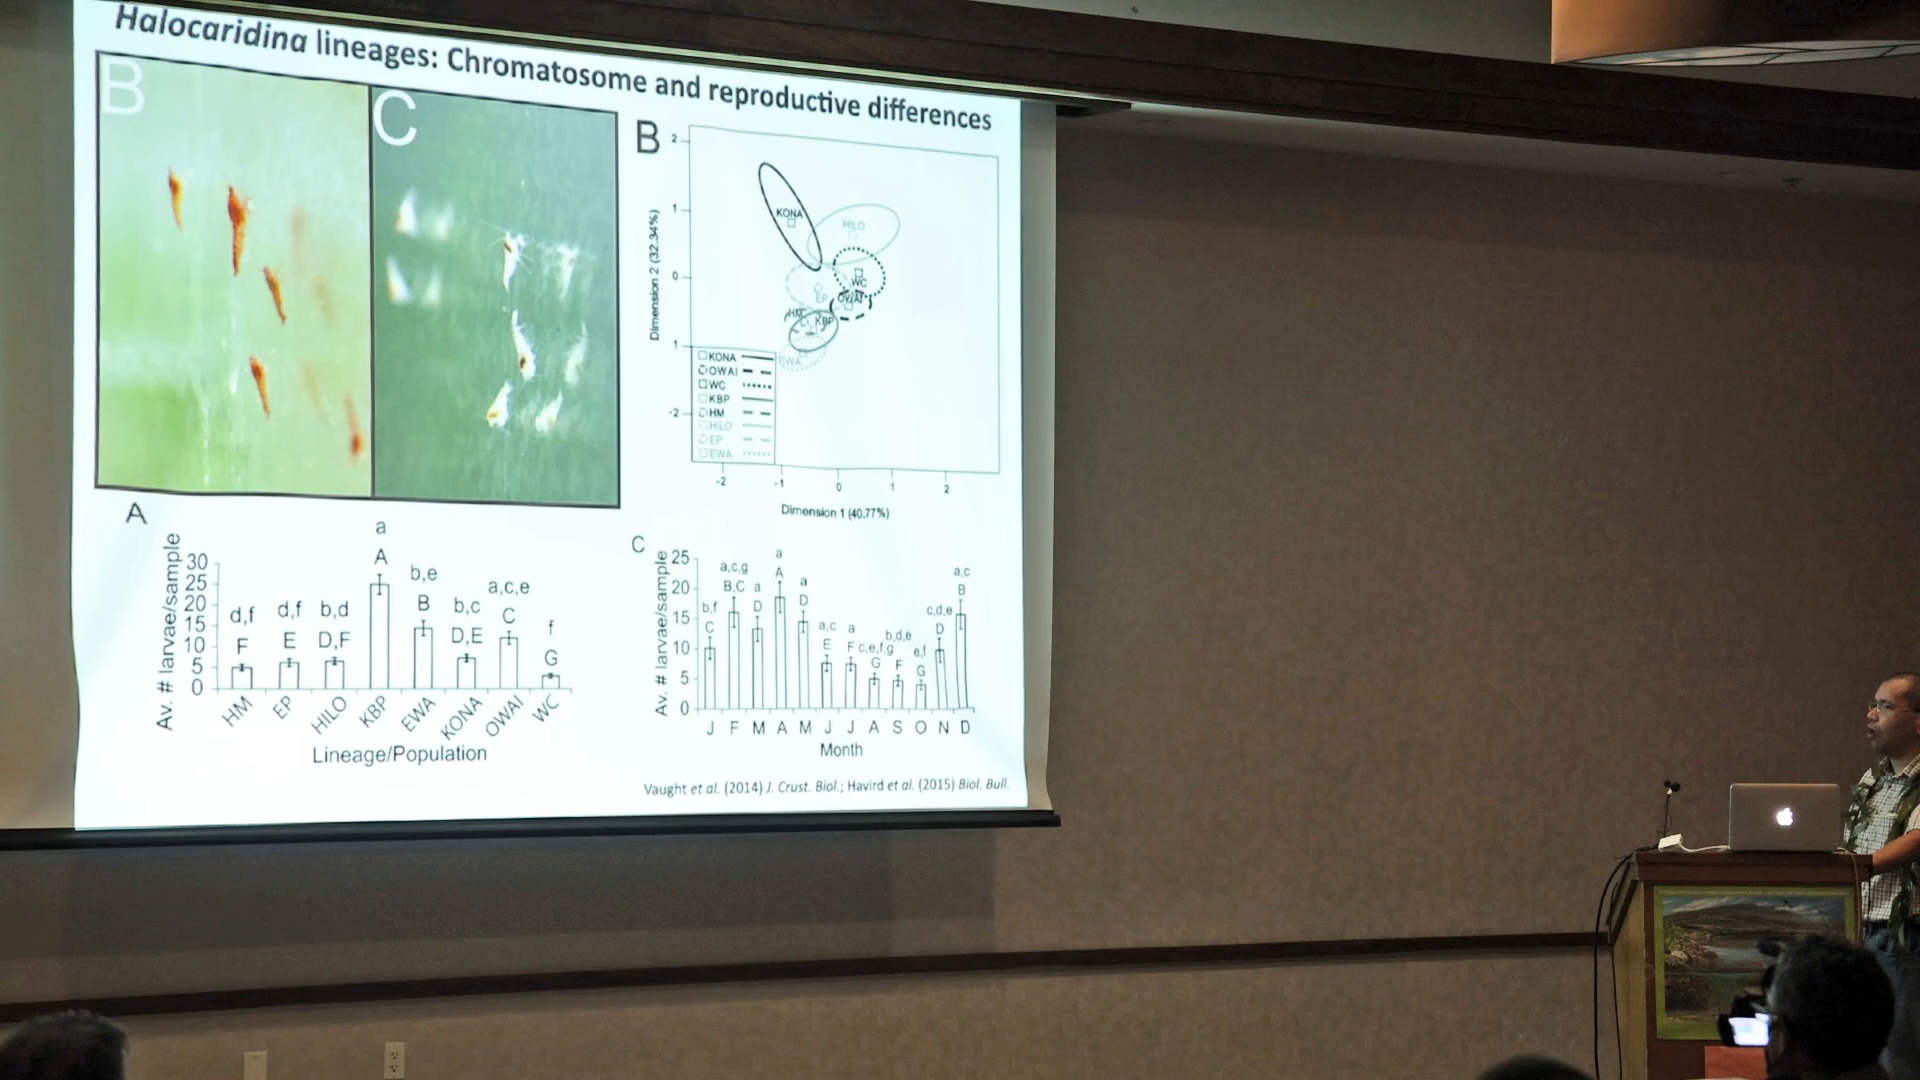 Halocaridina lineages: Chromatosome and reproductive differences
B
C
B
2
1
0
1
-2
Dimension 2 (32.34%)
KONA
HILO
WC
EP
OWAI
HM
KBP
EWA
KONA
OWAI
WC
KBP
HM
HILO
EP
EWA
-2 -1 0 1 2
Dimension 1 (40.77%)
A
Av. # larvae/sample
30
25
20
15
10
5
0
d,f d,f b,d a b,e b,c a,c,e f
F E D,F A B D,E C G
HM EP HILO KBP EWA KONA OWAI WC
Lineage/Population
C
Av. # larvae/sample
25
20
15
10
5
0
b,f a,c,g a a a a,c a c,e,f,g b,d,e e,f c,d,e a,c
C B,C D A D E F G F G D B
J F M A M J J A S O N D
Month
Vaught et al. (2014) J. Crust. Biol.; Havird et al. (2015) Biol. Bull.